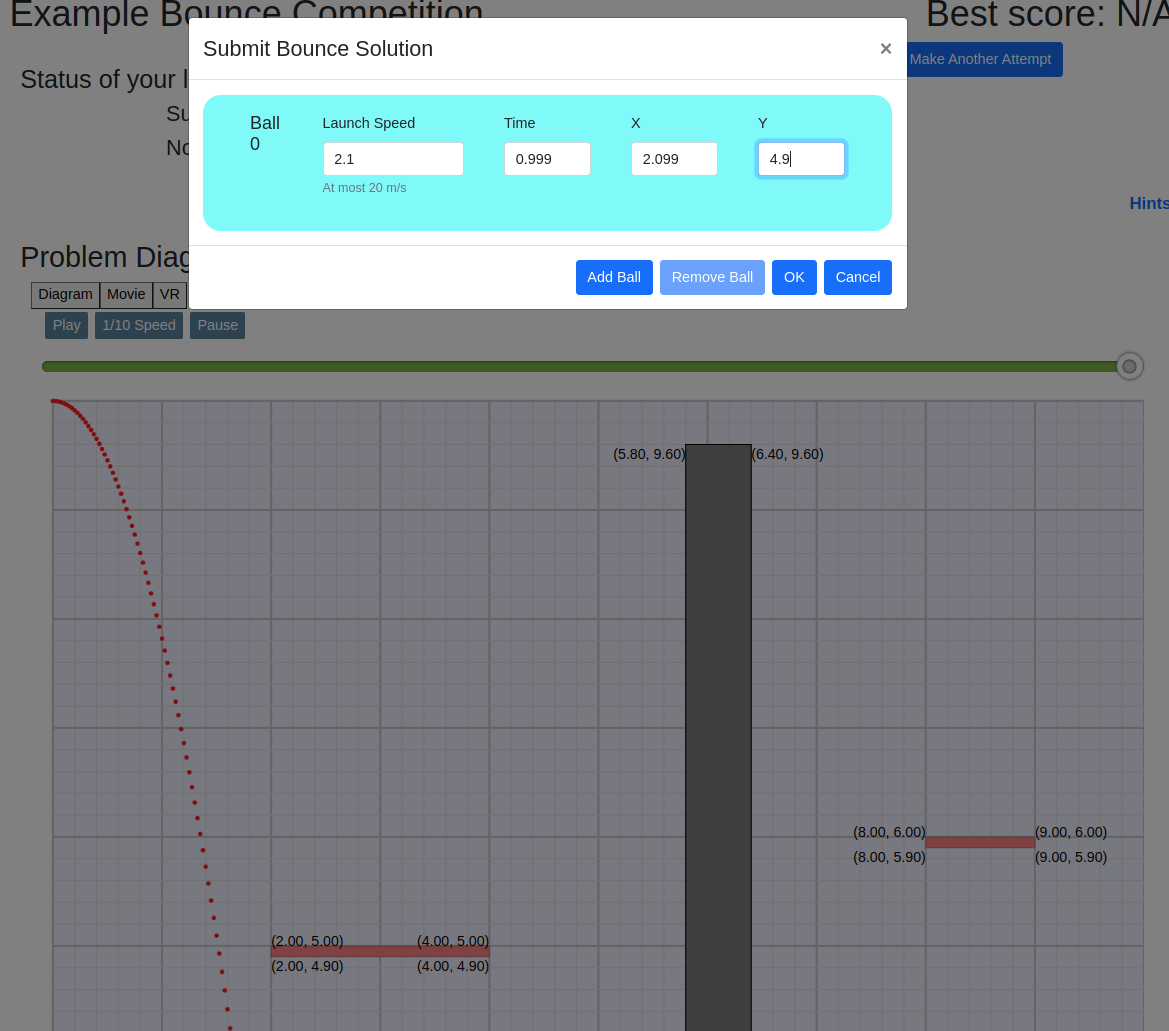 Example Bounce Competition
Best score: N/A
Submit Bounce Solution
×
Make Another Attempt
Status of your l
Su
No
Ball
0
Launch Speed
Time
X
Y
2.1
0.999
2.099
4.9
At most 20 m/s
Hints
Problem Diag
Add Ball
Remove Ball
OK
Cancel
Diagram
Movie
VR
Play
1/10 Speed
Pause
(5.80, 9.60)
(6.40, 9.60)
(8.00, 6.00)
(9.00, 6.00)
(8.00, 5.90)
(9.00, 5.90)
(2.00, 5.00)
(4.00, 5.00)
(2.00, 4.90)
(4.00, 4.90)